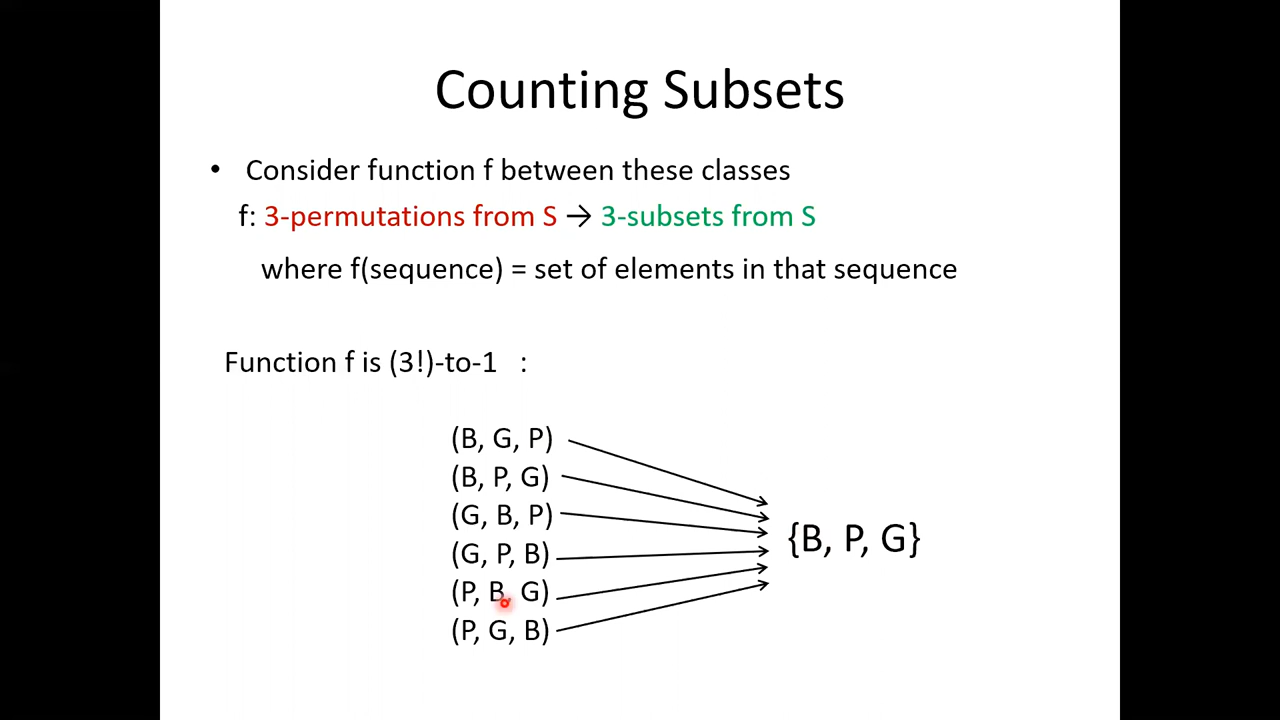 Counting Subsets
• Consider function f between these classes
f: 3-permutations from S → 3-subsets from S
where f(sequence) = set of elements in that sequence
Function f is (3!)-to-1 :
(B, G, P)
(B, P, G)
(G, B, P)
(G, P, B)
(P, B, G)
(P, G, B)
{B, P, G}